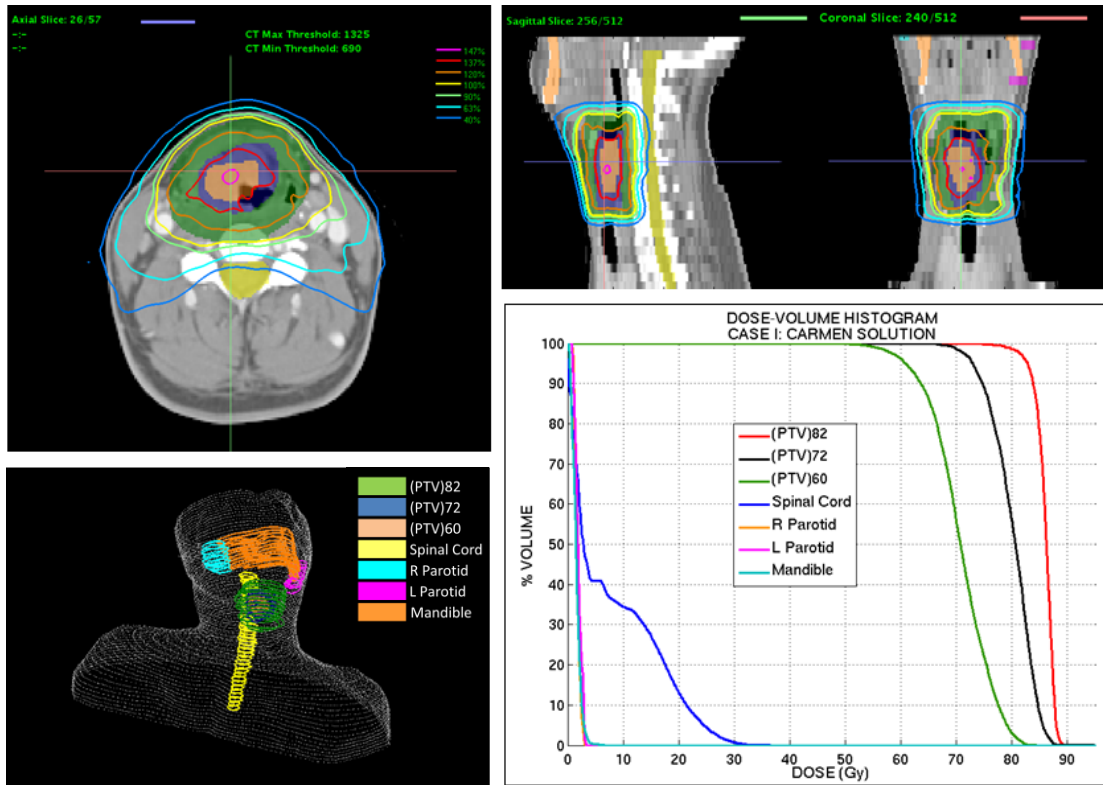 Axial Slice: 26/57
-:-
-:-
CT Max Threshold: 1325
CT Min Threshold: 690
147%
137%
120%
100%
90%
63%
40%
Sagittal Slice: 256/512
Coronal Slice: 240/512
(PTV)82
(PTV)72
(PTV)60
Spinal Cord
R Parotid
L Parotid
Mandible
DOSE-VOLUME HISTOGRAM
CASE I: CARMEN SOLUTION
% VOLUME
100
90
80
70
60
50
40
30
20
10
0
(PTV)82
(PTV)72
(PTV)60
Spinal Cord
R Parotid
L Parotid
Mandible
0 10 20 30 40 50 60 70 80 90
DOSE (Gy)